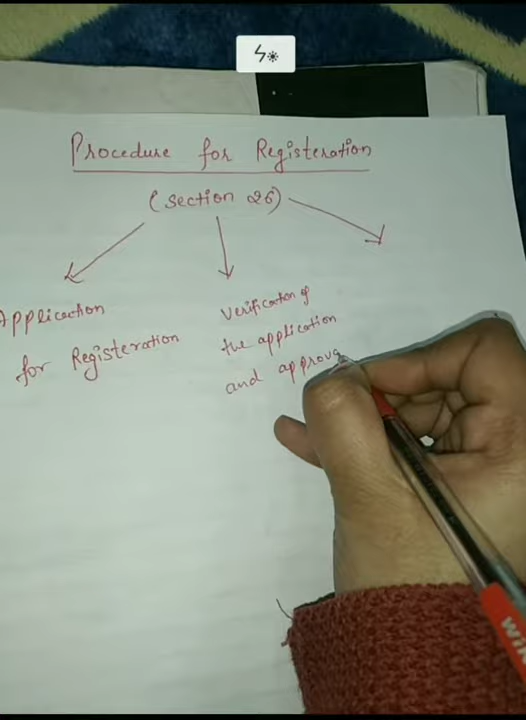 Procedure for Registeration
(section 26)
Application
for Registeration
Verification of
the application
and approva